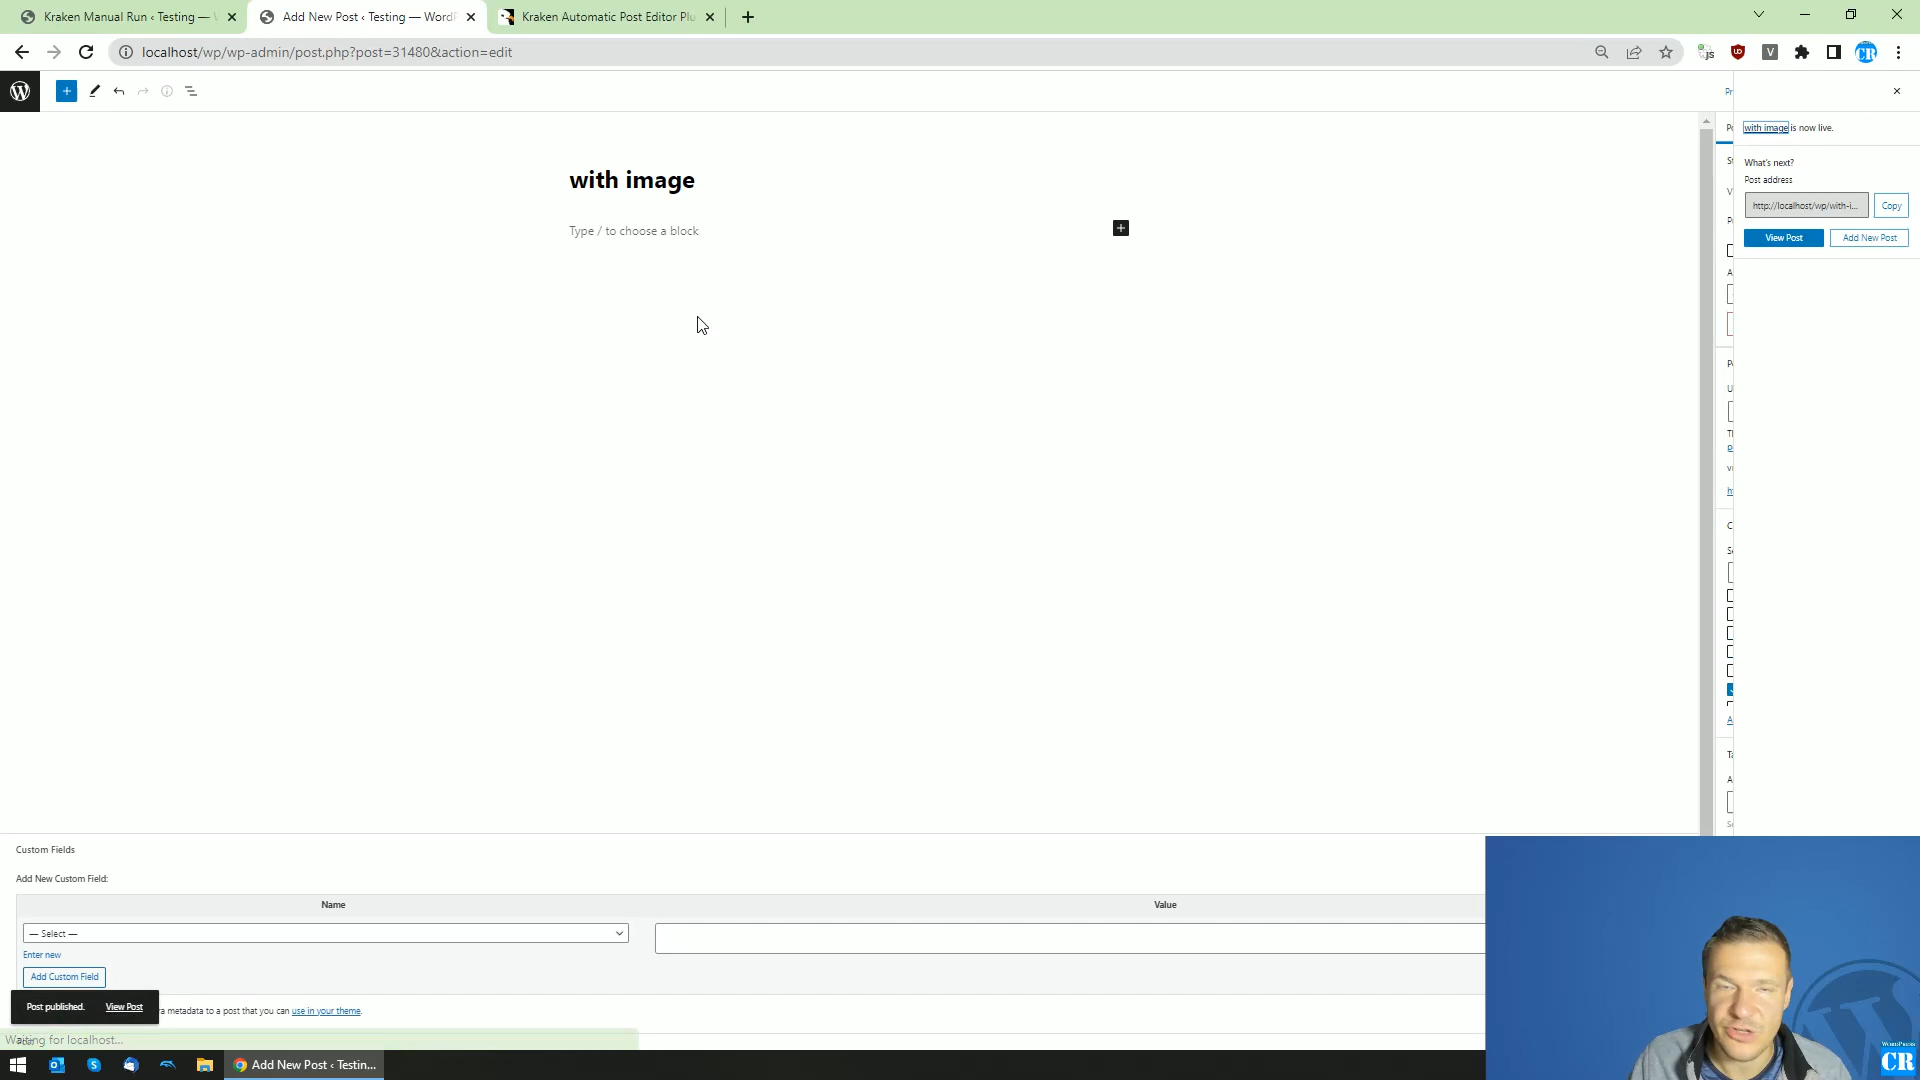 Kraken Manual Run ‹ Testing —
Add New Post ‹ Testing — WordP
Kraken Automatic Post Editor Plu
localhost/wp/wp-admin/post.php?post=31480&action=edit
with image is now live.
What's next?
Post address
http://localhost/wp/with-i...
Copy
View Post
Add New Post
with image
Type / to choose a block
Custom Fields
Add New Custom Field:
Name
Value
— Select —
Enter new
Add Custom Field
Post published.
View Post
a metadata to a post that you can use in your theme.
Waiting for localhost...
Add New Post ‹ Testin...
WORDPRESS
CR